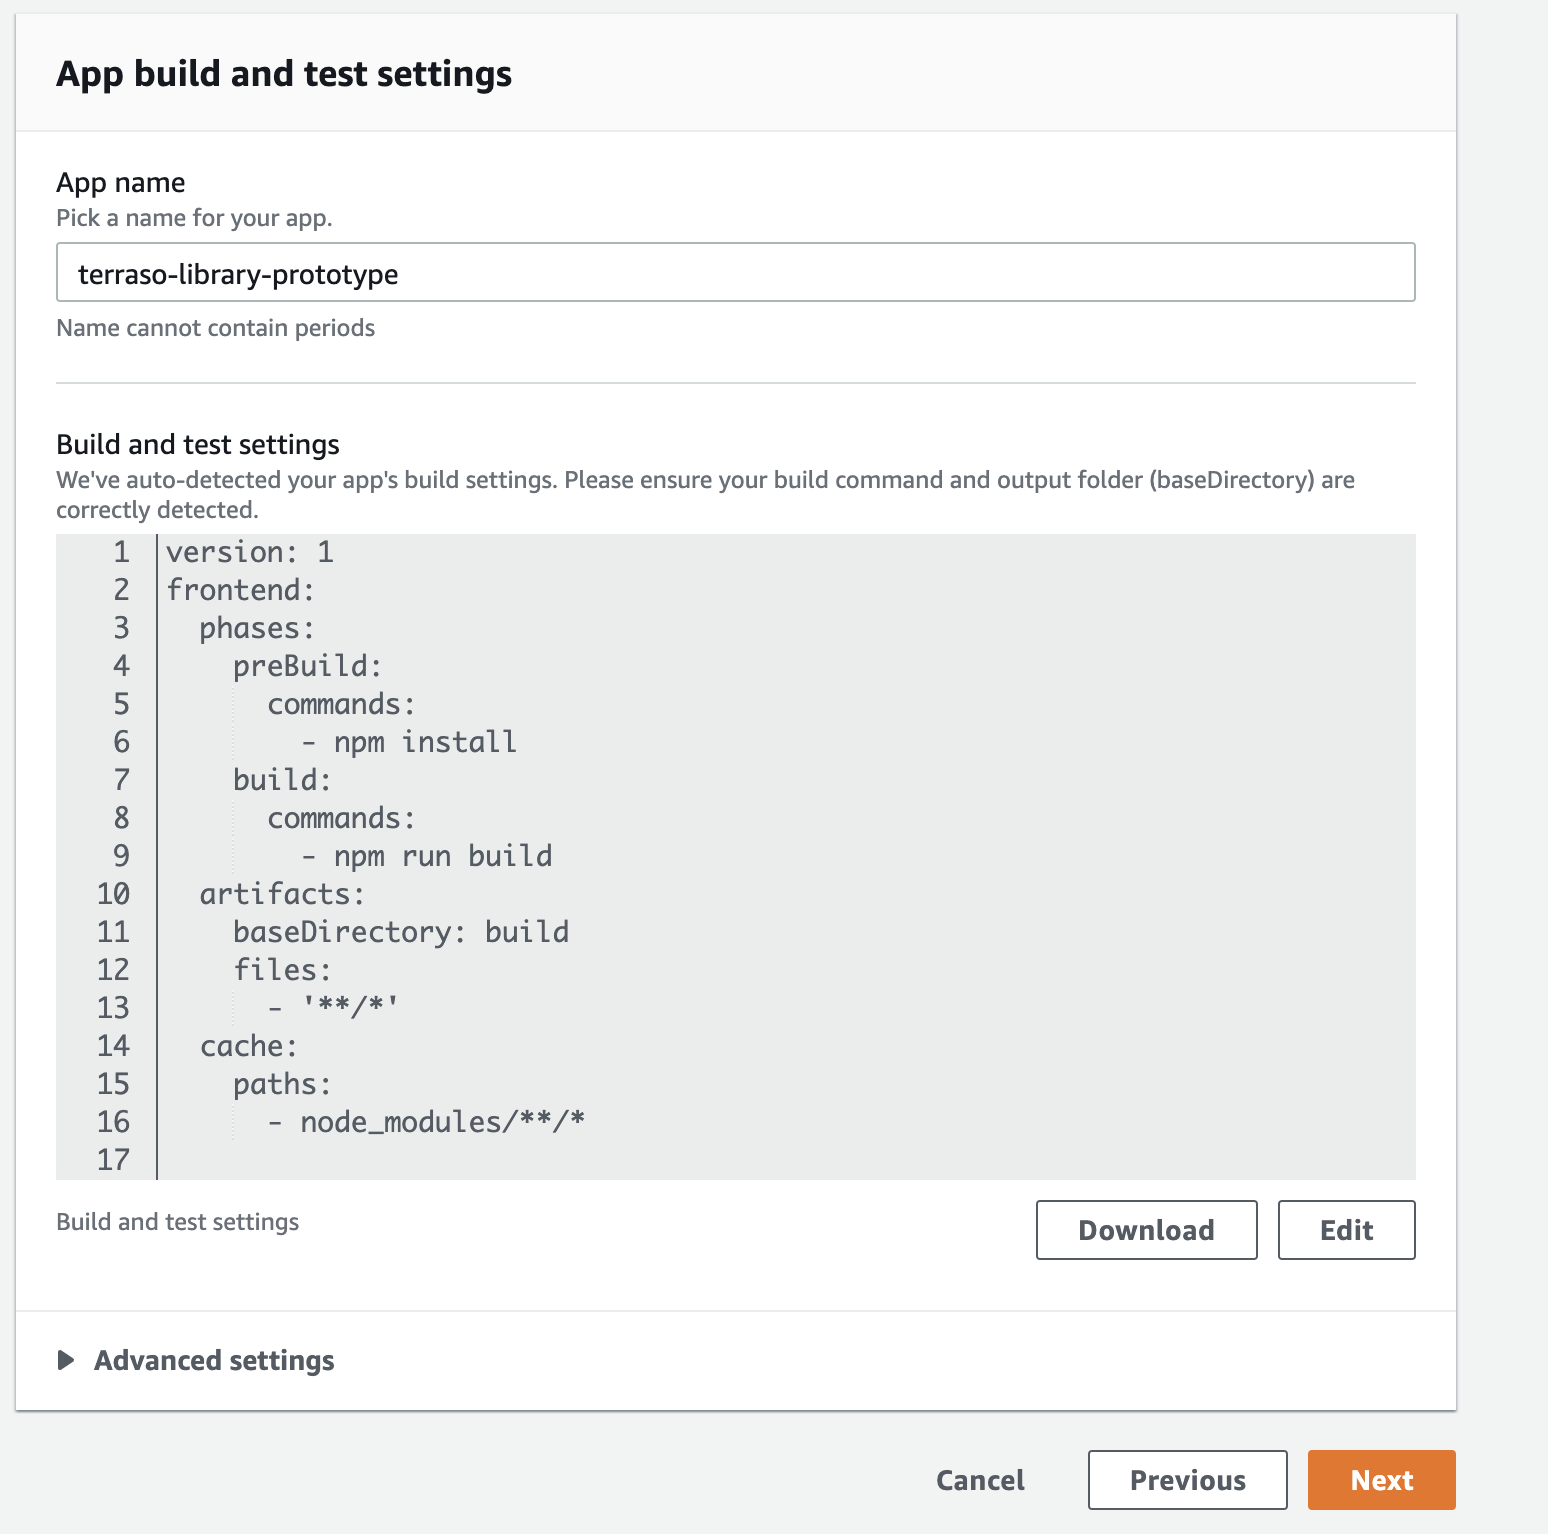 App build and test settings
App name
Pick a name for your app.
terraso-library-prototype
Name cannot contain periods
Build and test settings
We've auto-detected your app's build settings. Please ensure your build command and output folder (baseDirectory) are
correctly detected.
1 version: 1
2 frontend:
3   phases:
4     preBuild:
5       commands:
6         - npm install
7     build:
8       commands:
9         - npm run build
10   artifacts:
11     baseDirectory: build
12     files:
13       - '**/*'
14   cache:
15     paths:
16       - node_modules/**/*
17
Build and test settings
Download Edit
Advanced settings
Cancel Previous Next